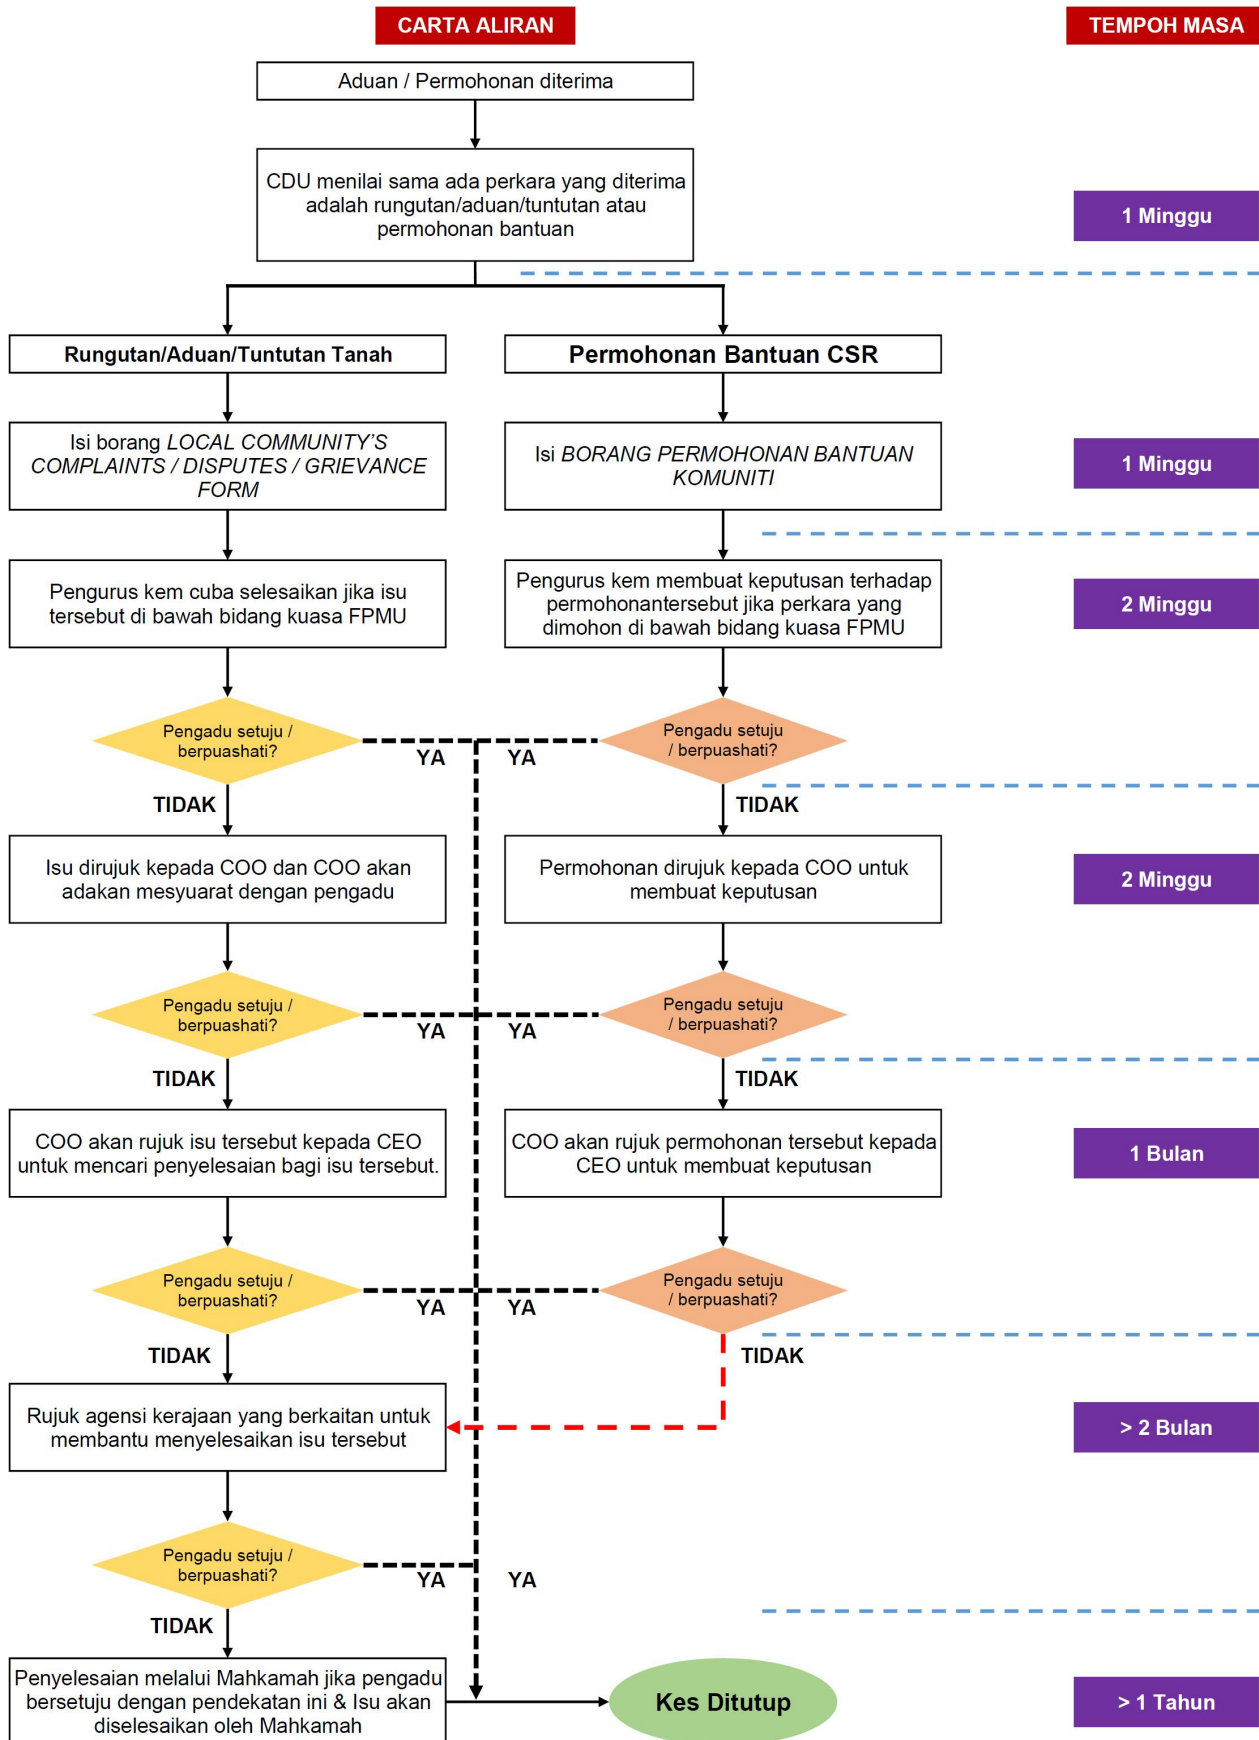 CARTA ALIRAN
TEMPOH MASA
Aduan / Permohonan diterima
CDU menilai sama ada perkara yang diterima
adalah rungutan/aduan/tuntutan atau
permohonan bantuan
1 Minggu
Rungutan/Aduan/Tuntutan Tanah
Permohonan Bantuan CSR
Isi borang LOCAL COMMUNITY’S
COMPLAINTS / DISPUTES / GRIEVANCE
FORM
Isi BORANG PERMOHONAN BANTUAN
KOMUNITI
1 Minggu
Pengurus kem cuba selesaikan jika isu
tersebut di bawah bidang kuasa FPMU
Pengurus kem membuat keputusan terhadap
permohonantersebut jika perkara yang
dimohon di bawah bidang kuasa FPMU
2 Minggu
Pengadu setuju /
berpuashati?
YA
YA
Pengadu setuju
/ berpuashati?
TIDAK
TIDAK
Isu dirujuk kepada COO dan COO akan
adakan mesyuarat dengan pengadu
Permohonan dirujuk kepada COO untuk
membuat keputusan
2 Minggu
Pengadu setuju /
berpuashati?
YA
YA
Pengadu setuju
/ berpuashati?
TIDAK
TIDAK
COO akan rujuk isu tersebut kepada CEO
untuk mencari penyelesaian bagi isu tersebut.
COO akan rujuk permohonan tersebut kepada
CEO untuk membuat keputusan
1 Bulan
Pengadu setuju /
berpuashati?
YA
YA
Pengadu setuju
/ berpuashati?
TIDAK
TIDAK
Rujuk agensi kerajaan yang berkaitan untuk
membantu menyelesaikan isu tersebut
> 2 Bulan
Pengadu setuju /
berpuashati?
YA
YA
TIDAK
Penyelesaian melalui Mahkamah jika pengadu
bersetuju dengan pendekatan ini & Isu akan
diselesaikan oleh Mahkamah
Kes Ditutup
> 1 Tahun